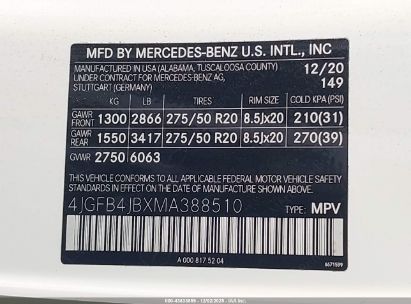 MFD BY MERCEDES-BENZ U.S. INTL., INC
MANUFACTURED IN USA (ALABAMA, TUSCALOOSA COUNTY) 12/20
UNDER CONTRACT FOR MERCEDES-BENZ AG, 149
STUTTGART (GERMANY)
KG LB TIRES RIM SIZE COLD KPA (PSI)
GAWR FRONT 1300 2866 275/50 R20 8.5Jx20 210(31)
GAWR REAR 1550 3417 275/50 R20 8.5Jx20 270(39)
GVWR 2750 6063
THIS VEHICLE CONFORMS TO ALL APPLICABLE FEDERAL MOTOR VEHICLE
SAFETY AND THEFT PREVENTION STANDARDS IN EFFECT ON THE DATE OF
MANUFACTURE SHOWN ABOVE.
4JGFB4JBXMA388510 TYPE: MPV
A 000 817 52 04